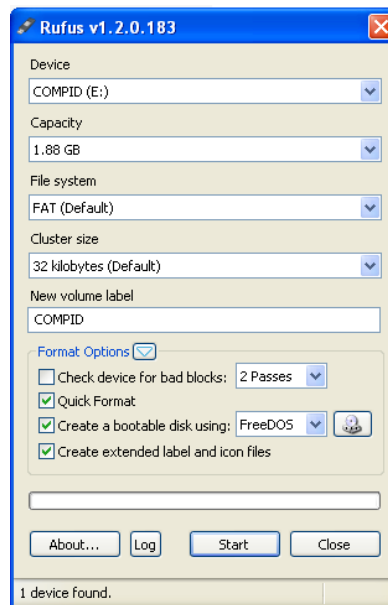 Rufus v1.2.0.183
Device
COMPID (E:)
Capacity
1.88 GB
File system
FAT (Default)
Cluster size
32 kilobytes (Default)
New volume label
COMPID
Format Options
Check device for bad blocks: 2 Passes
Quick Format
Create a bootable disk using: FreeDOS
Create extended label and icon files
About... Log Start Close
1 device found.